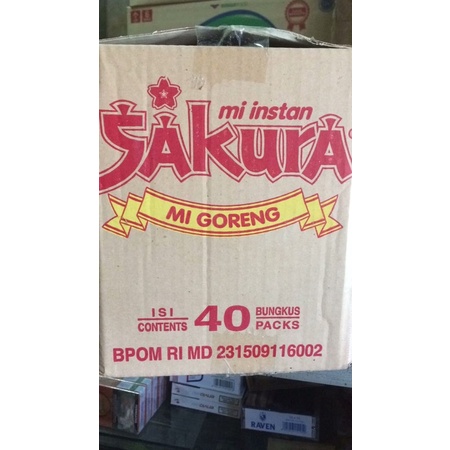 mi instan
SAKURA
MI GORENG
ISI
CONTENTS
40
BUNGKUS
PACKS
BPOM RI MD 231509116002
RAVEN